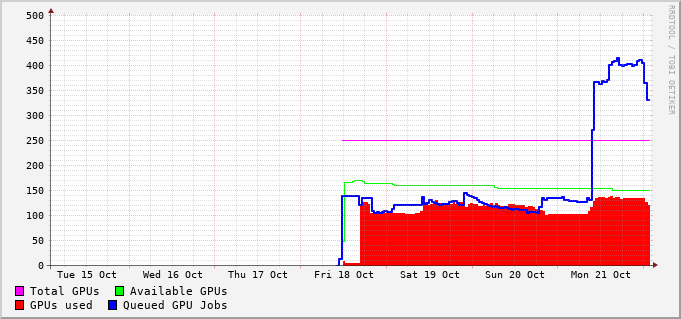 RRDTOOL / TOBI OETIKER
500
450
400
350
300
250
200
150
100
50
0
Tue 15 Oct Wed 16 Oct Thu 17 Oct Fri 18 Oct Sat 19 Oct Sun 20 Oct Mon 21 Oct
Total GPUs Available GPUs
GPUs used Queued GPU Jobs